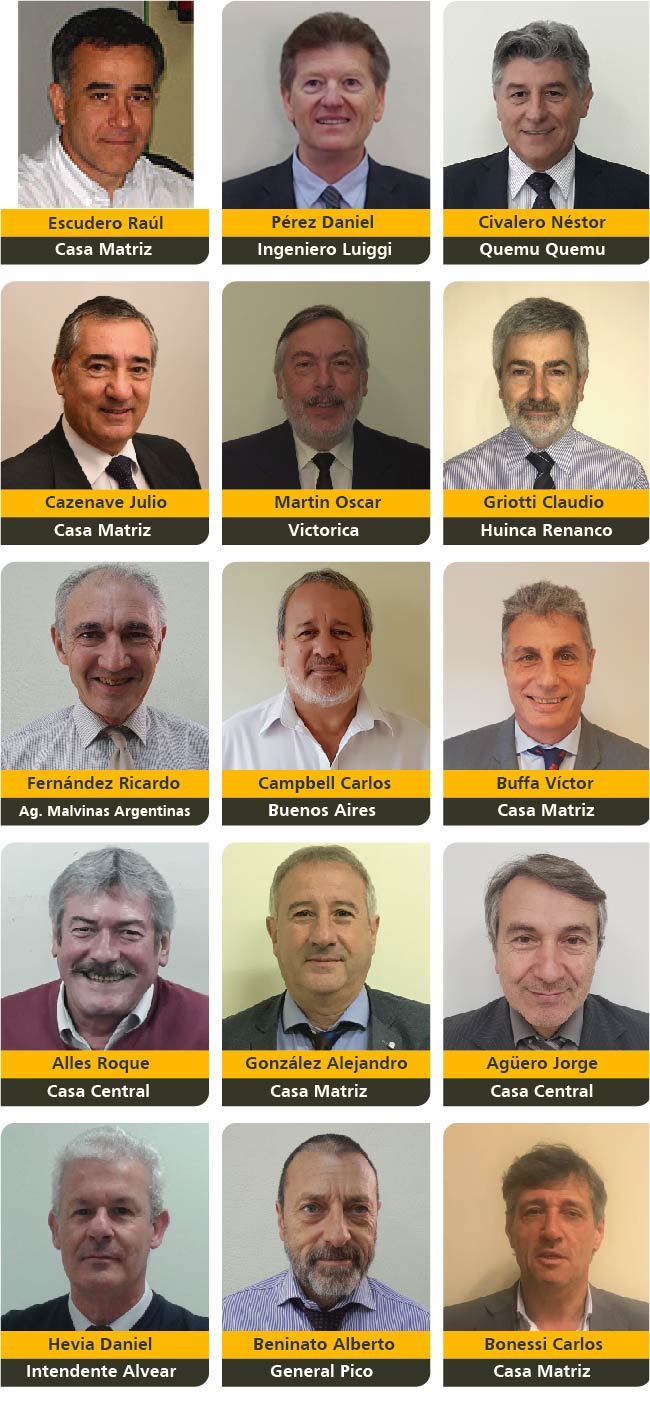 Escudero Raúl
Casa Matriz
Pérez Daniel
Ingeniero Luiggi
Civalero Néstor
Quemu Quemu
Cazenave Julio
Casa Matriz
Martin Oscar
Victorica
Griotti Claudio
Huinca Renanco
Fernández Ricardo
Ag. Malvinas Argentinas
Campbell Carlos
Buenos Aires
Buffa Víctor
Casa Matriz
Alles Roque
Casa Central
González Alejandro
Casa Matriz
Agüero Jorge
Casa Central
Hevia Daniel
Intendente Alvear
Beninato Alberto
General Pico
Bonessi Carlos
Casa Matriz